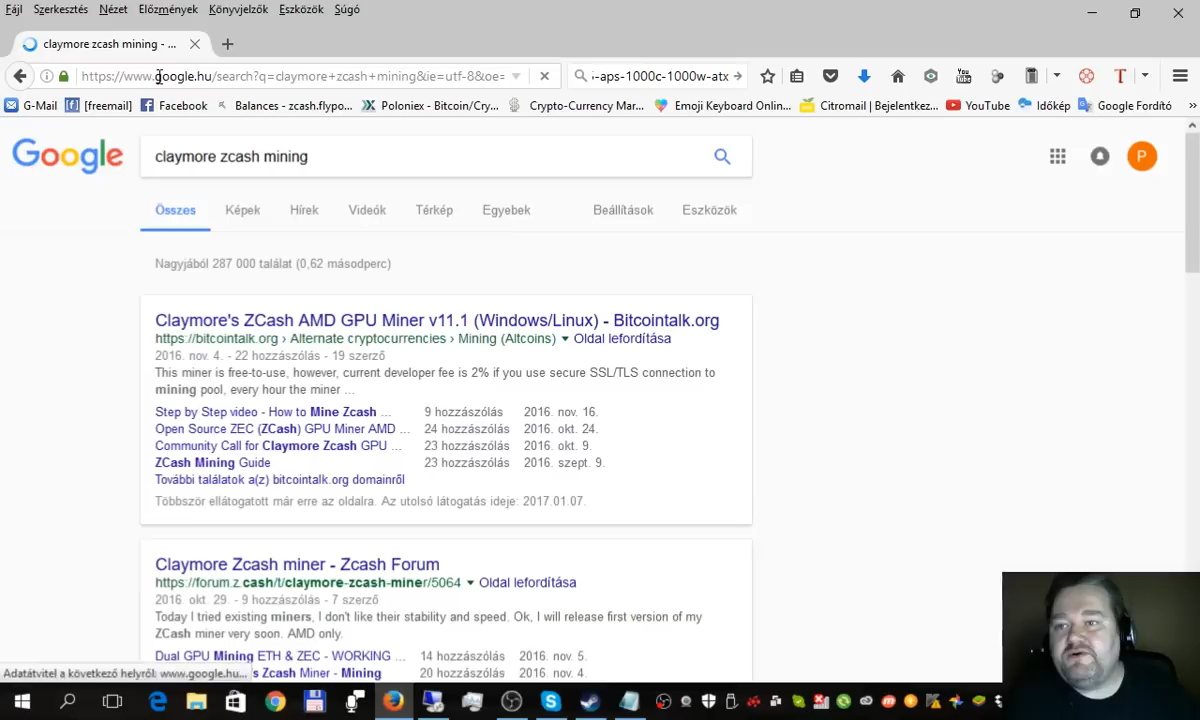 Fájl Szerkesztés Nézet Előzmények Könyvjelzők Eszközök Súgó
claymore zcash mining - ...
https://www.google.hu/search?q=claymore+zcash+mining&ie=utf-8&oe=
i-aps-1000c-1000w-atx
G-Mail [freemail] Facebook Balances - zcash.flypo... Poloniex - Bitcoin/Cry... Crypto-Currency Mar... Emoji Keyboard Onlin... Citromail | Bejelentkez... YouTube Időkép Google Fordító
Google
claymore zcash mining
P
Összes Képek Hírek Videók Térkép Egyebek Beállítások Eszközök
Nagyjából 287 000 találat (0,62 másodperc)
Claymore's ZCash AMD GPU Miner v11.1 (Windows/Linux) - Bitcointalk.org
https://bitcointalk.org › Alternate cryptocurrencies › Mining (Altcoins) Oldal lefordítása
2016. nov. 4. - 22 hozzászólás - 19 szerző
This miner is free-to-use, however, current developer fee is 2% if you use secure SSL/TLS connection to
mining pool, every hour the miner ...
Step by Step video - How to Mine Zcash ... 9 hozzászólás 2016. nov. 16.
Open Source ZEC (ZCash) GPU Miner AMD ... 24 hozzászólás 2016. okt. 24.
Community Call for Claymore Zcash GPU ... 23 hozzászólás 2016. okt. 9.
ZCash Mining Guide 23 hozzászólás 2016. szept. 9.
További találatok a(z) bitcointalk.org domainről
Többször ellátogatott már erre az oldalra. Az utolsó látogatás ideje: 2017.01.07.
Claymore Zcash miner - Zcash Forum
https://forum.z.cash/t/claymore-zcash-miner/5064 Oldal lefordítása
2016. okt. 29. - 9 hozzászólás - 7 szerző
Today I tried existing miners, I don't like their stability and speed. Ok, I will release first version of my
ZCash miner very soon. AMD only.
Dual GPU Mining ETH & ZEC - WORKING ... 14 hozzászólás 2016. nov. 5.
's Zcash Miner - Mining 20 hozzászólás 2016. nov. 4.
Adatátvitel a következő helyről: www.google.hu...